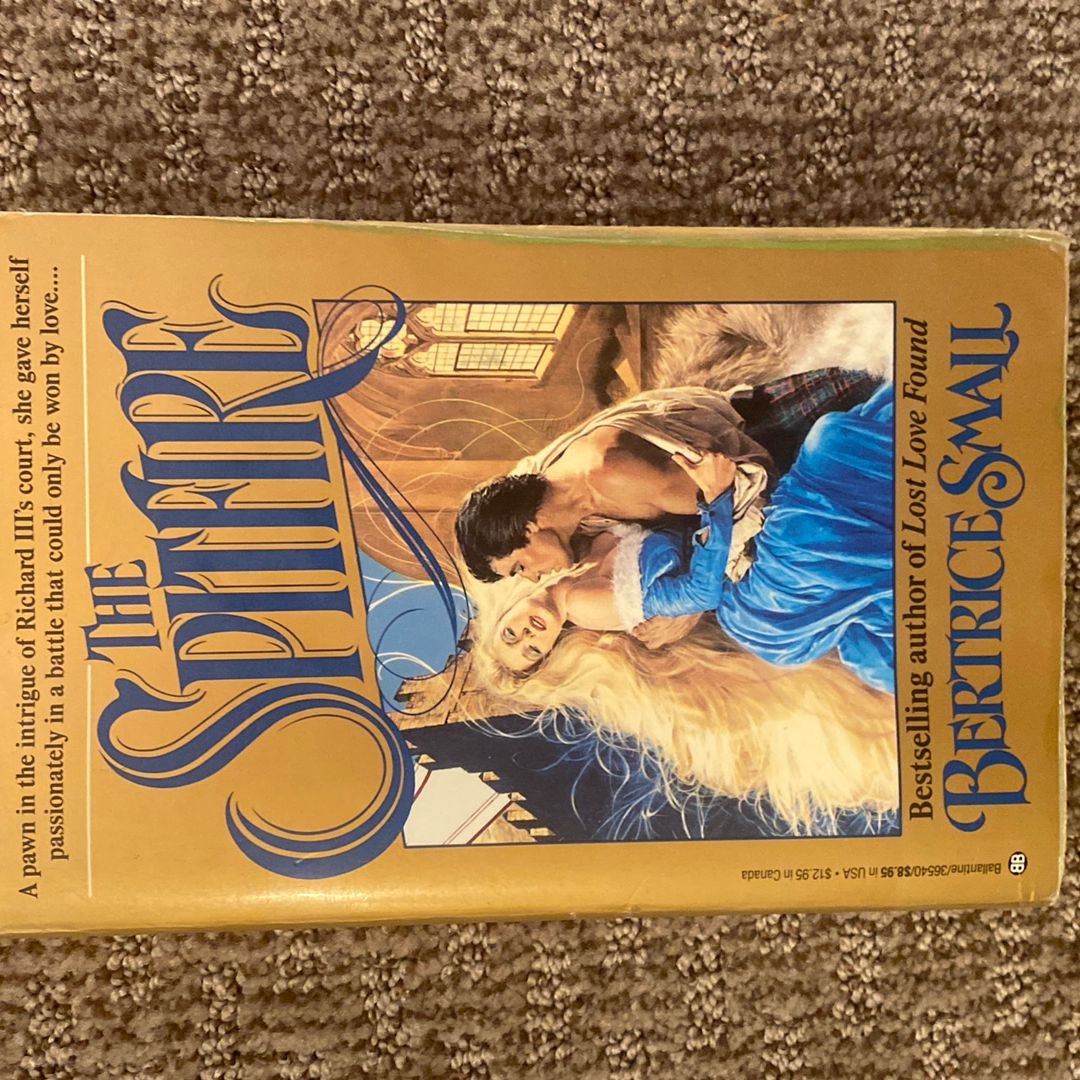 A pawn in the intrigue of Richard III's court, she gave herself
passionately in a battle that could only be won by love....
THE
SPITFIRE
Bestselling author of Lost Love Found
BERTRICE SMALL
BB Ballantine/36540/$8.95 in USA • $12.95 in Canada